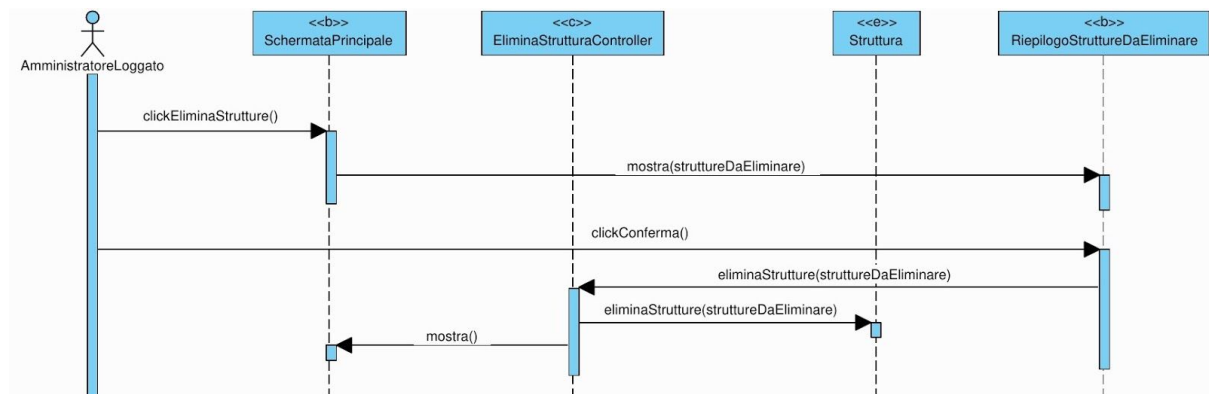 <<b>>
SchermataPrincipale
<<c>>
EliminaStrutturaController
<<e>>
Struttura
<<b>>
RiepilogoStruttureDaEliminare
AmministratoreLoggato
clickEliminaStrutture()
mostra(struttureDaEliminare)
clickConferma()
eliminaStrutture(struttureDaEliminare)
eliminaStrutture(struttureDaEliminare)
mostra()